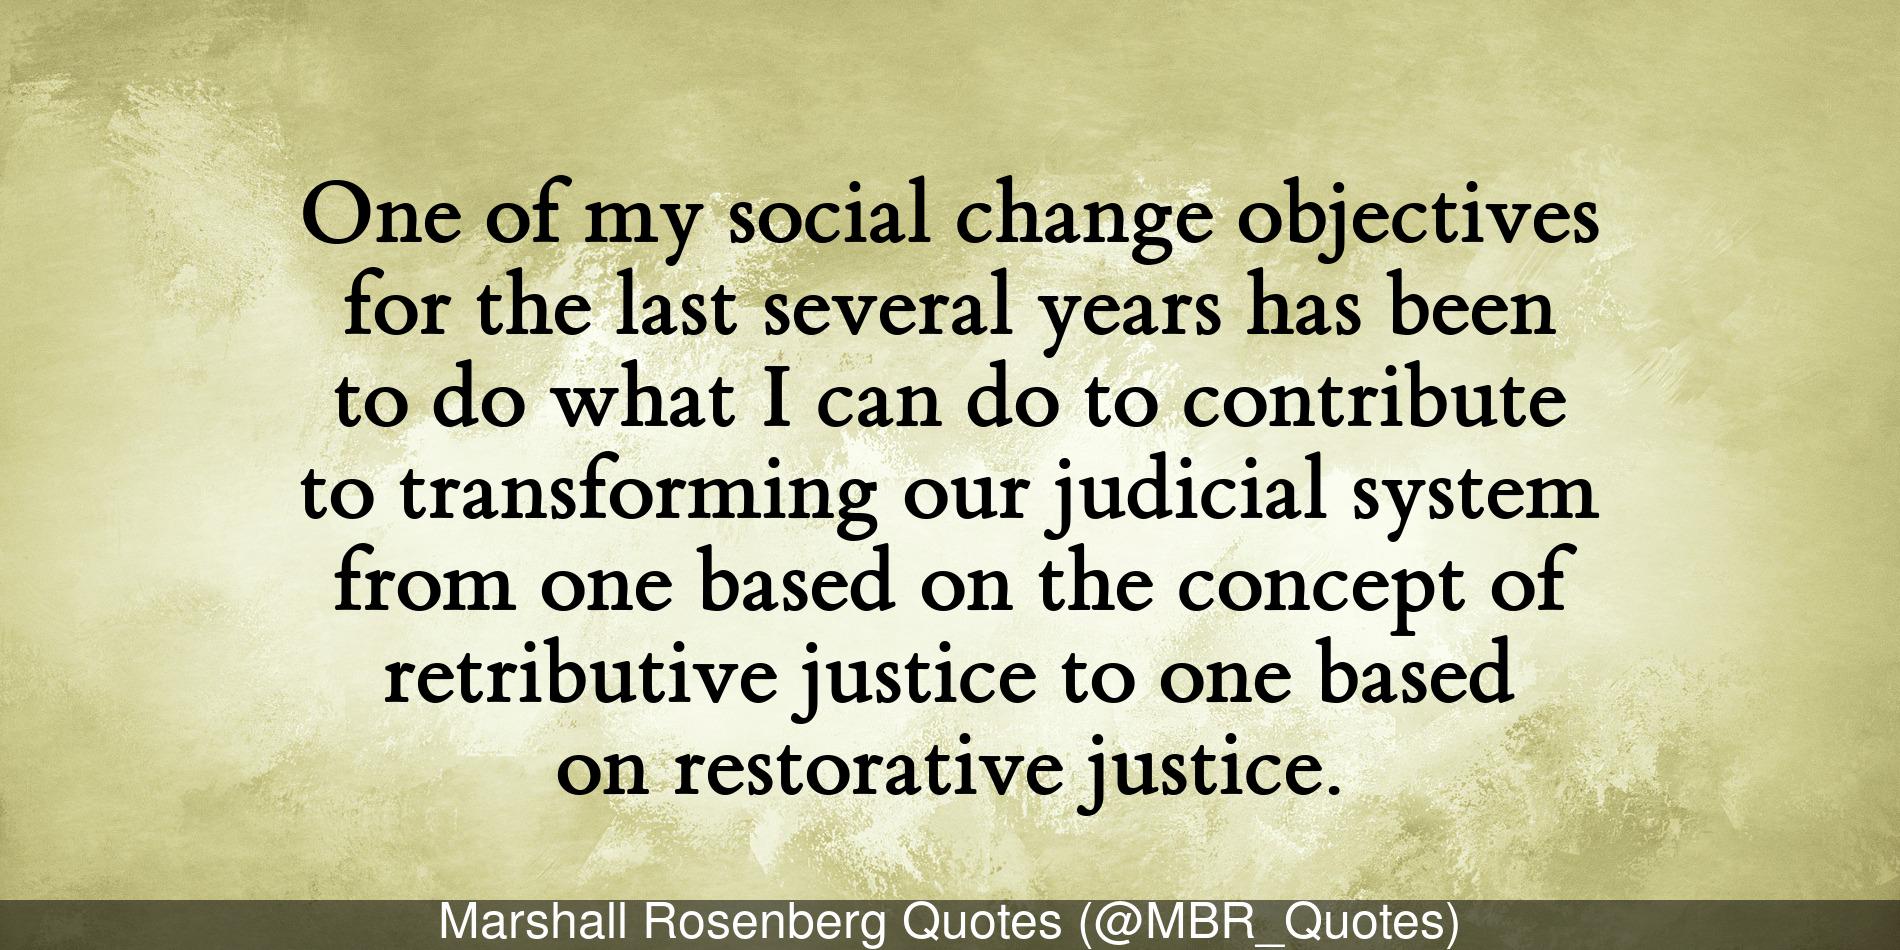 One of my social change objectives
for the last several years has been
to do what I can do to contribute
to transforming our judicial system
from one based on the concept of
retributive justice to one based
on restorative justice.
Marshall Rosenberg Quotes (@MBR_Quotes)